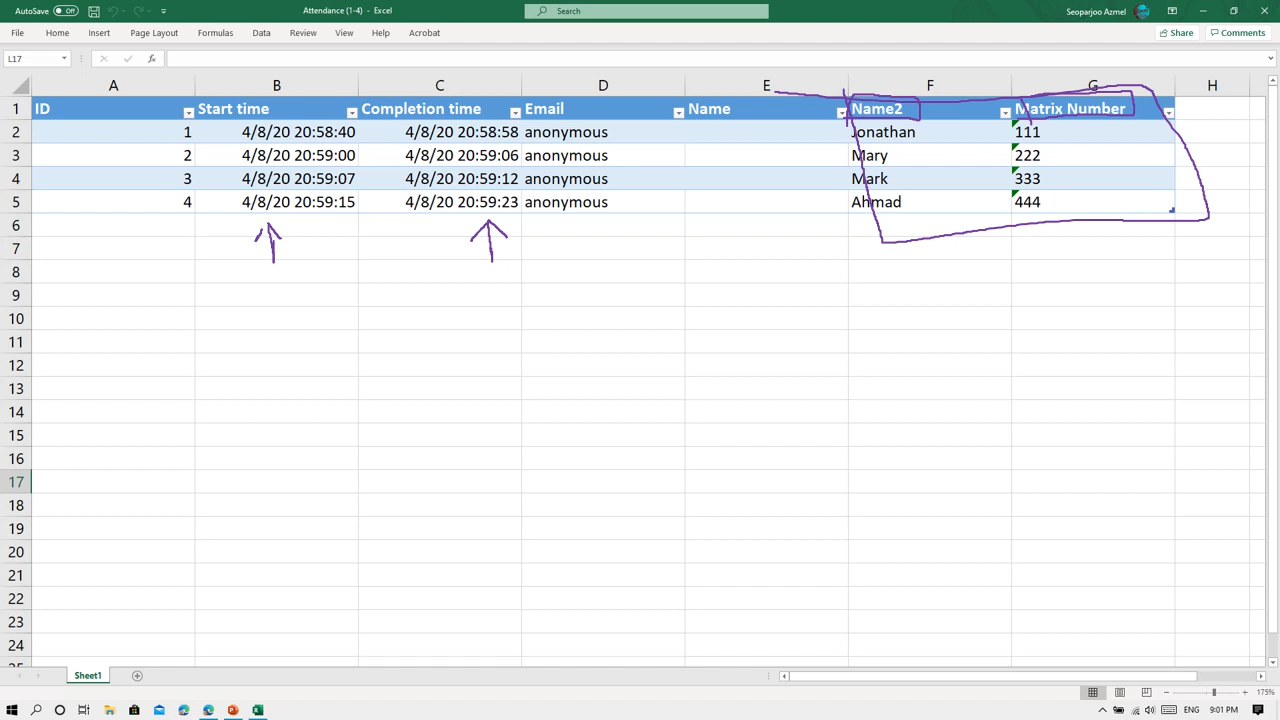 AutoSave Off Attendance (1-4) - Excel Search Seoparjoo Azmel
File Home Insert Page Layout Formulas Data Review View Help Acrobat Share Comments
L17 fx
A B C D E F G H
1 ID Start time Completion time Email Name Name2 Matrix Number
2 1 4/8/20 20:58:40 4/8/20 20:58:58 anonymous Jonathan 111
3 2 4/8/20 20:59:00 4/8/20 20:59:06 anonymous Mary 222
4 3 4/8/20 20:59:07 4/8/20 20:59:12 anonymous Mark 333
5 4 4/8/20 20:59:15 4/8/20 20:59:23 anonymous Ahmad 444
6
7
8
9
10
11
12
13
14
15
16
17
18
19
20
21
22
23
24
25
Sheet1
175%
ENG 9:01 PM